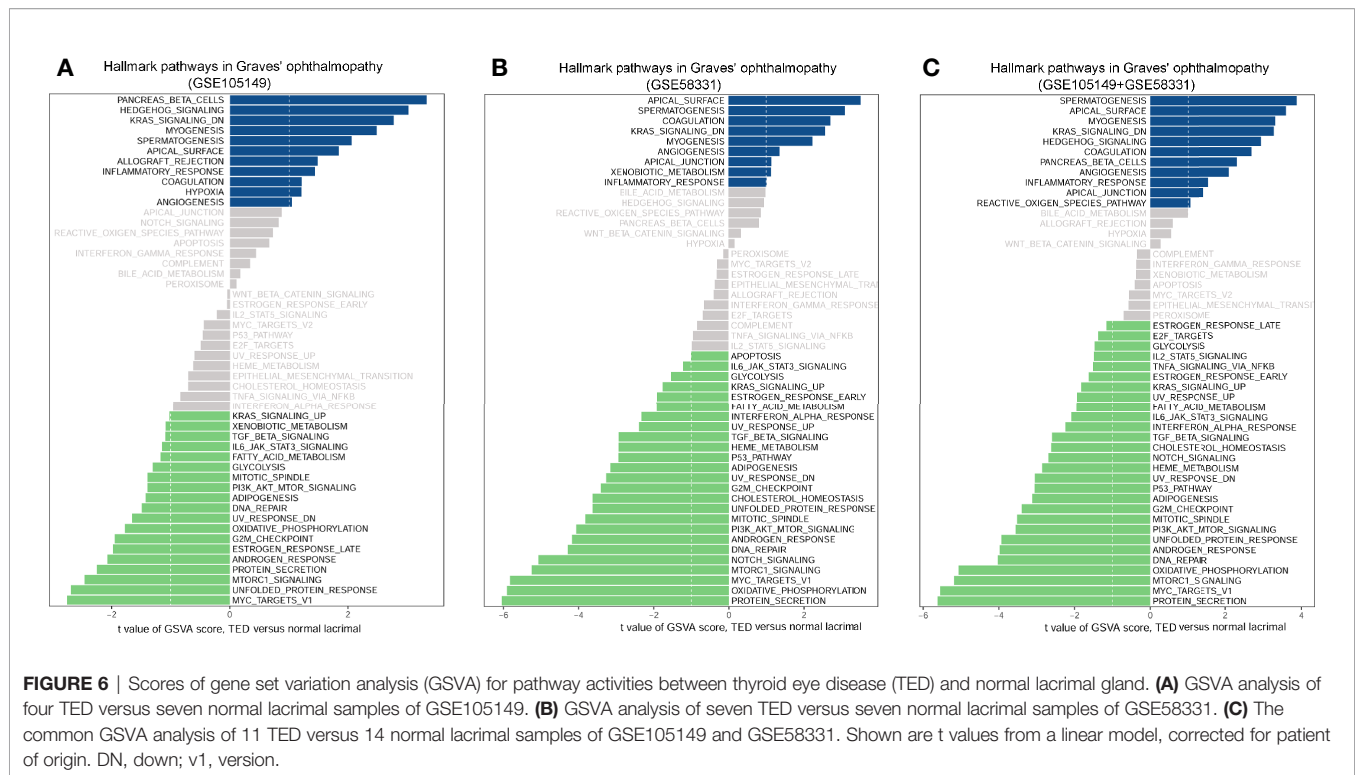 A
Hallmark pathways in Graves' ophthalmopathy
(GSE105149)
PANCREAS_BETA_CELLS
HEDGEHOG_SIGNALING
KRAS_SIGNALING_DN
MYOGENESIS
SPERMATOGENESIS
APICAL_SURFACE
ALLOGRAFT_REJECTION
INFLAMMATORY_RESPONSE
COAGULATION
HYPOXIA
ANGIOGENESIS
APICAL_JUNCTION
NOTCH_SIGNALING
REACTIVE_OXIGEN_SPECIES_PATHWAY
APOPTOSIS
INTERFERON_GAMMA_RESPONSE
COMPLEMENT
BILE_ACID_METABOLISM
PEROXISOME
WNT_BETA_CATENIN_SIGNALING
ESTROGEN_RESPONSE_EARLY
IL2_STAT5_SIGNALING
MYC_TARGETS_V2
P53_PATHWAY
E2F_TARGETS
UV_RESPONSE_UP
HEME_METABOLISM
EPITHELIAL_MESENCHYMAL_TRANSITION
CHOLESTEROL_HOMEOSTASIS
TNFA_SIGNALING_VIA_NFKB
INTERFERON_ALPHA_RESPONSE
KRAS_SIGNALING_UP
XENOBIOTIC_METABOLISM
TGF_BETA_SIGNALING
IL6_JAK_STAT3_SIGNALING
FATTY_ACID_METABOLISM
GLYCOLYSIS
MITOTIC_SPINDLE
PI3K_AKT_MTOR_SIGNALING
ADIPOGENESIS
DNA_REPAIR
UV_RESPONSE_DN
OXIDATIVE_PHOSPHORYLATION
G2M_CHECKPOINT
ESTROGEN_RESPONSE_LATE
ANDROGEN_RESPONSE
PROTEIN_SECRETION
MTORC1_SIGNALING
UNFOLDED_PROTEIN_RESPONSE
MYC_TARGETS_V1
−2 0 2
t value of GSVA score, TED versus normal lacrimal
B
Hallmark pathways in Graves' ophthalmopathy
(GSE58331)
APICAL_SURFACE
SPERMATOGENESIS
COAGULATION
KRAS_SIGNALING_DN
MYOGENESIS
ANGIOGENESIS
APICAL_JUNCTION
XENOBIOTIC_METABOLISM
INFLAMMATORY_RESPONSE
BILE_ACID_METABOLISM
HEDGEHOG_SIGNALING
REACTIVE_OXIGEN_SPECIES_PATHWAY
PANCREAS_BETA_CELLS
WNT_BETA_CATENIN_SIGNALING
HYPOXIA
PEROXISOME
MYC_TARGETS_V2
ESTROGEN_RESPONSE_LATE
EPITHELIAL_MESENCHYMAL_TRAN
ALLOGRAFT_REJECTION
INTERFERON_GAMMA_RESPONSE
E2F_TARGETS
COMPLEMENT
TNFA_SIGNALING_VIA_NFKB
IL2_STAT5_SIGNALING
APOPTOSIS
IL6_JAK_STAT3_SIGNALING
GLYCOLYSIS
KRAS_SIGNALING_UP
ESTROGEN_RESPONSE_EARLY
FATTY_ACID_METABOLISM
INTERFERON_ALPHA_RESPONSE
UV_RESPONSE_UP
TGF_BETA_SIGNALING
HEME_METABOLISM
P53_PATHWAY
ADIPOGENESIS
UV_RESPONSE_DN
G2M_CHECKPOINT
CHOLESTEROL_HOMEOSTASIS
UNFOLDED_PROTEIN_RESPONSE
MITOTIC_SPINDLE
PI3K_AKT_MTOR_SIGNALING
ANDROGEN_RESPONSE
DNA_REPAIR
NOTCH_SIGNALING
MTORC1_SIGNALING
MYC_TARGETS_V1
OXIDATIVE_PHOSPHORYLATION
PROTEIN_SECRETION
−6 −4 −2 0 2
t value of GSVA score, TED versus normal lacrimal
C
Hallmark pathways in Graves' ophthalmopathy
(GSE105149+GSE58331)
SPERMATOGENESIS
APICAL_SURFACE
MYOGENESIS
KRAS_SIGNALING_DN
HEDGEHOG_SIGNALING
COAGULATION
PANCREAS_BETA_CELLS
ANGIOGENESIS
INFLAMMATORY_RESPONSE
APICAL_JUNCTION
REACTIVE_OXIGEN_SPECIES_PATHWAY
BILE_ACID_METABOLISM
ALLOGRAFT_REJECTION
HYPOXIA
WNT_BETA_CATENIN_SIGNALING
COMPLEMENT
INTERFERON_GAMMA_RESPONSE
XENOBIOTIC_METABOLISM
APOPTOSIS
MYC_TARGETS_V2
EPITHELIAL_MESENCHYMAL_TRANSIT
PEROXISOME
ESTROGEN_RESPONSE_LATE
E2F_TARGETS
GLYCOLYSIS
IL2_STAT5_SIGNALING
TNFA_SIGNALING_VIA_NFKB
ESTROGEN_RESPONSE_EARLY
KRAS_SIGNALING_UP
UV_RESPONSE_UP
FATTY_ACID_METABOLISM
IL6_JAK_STAT3_SIGNALING
INTERFERON_ALPHA_RESPONSE
TGF_BETA_SIGNALING
CHOLESTEROL_HOMEOSTASIS
NOTCH_SIGNALING
HEME_METABOLISM
UV_RESPONSE_DN
P53_PATHWAY
ADIPOGENESIS
G2M_CHECKPOINT
MITOTIC_SPINDLE
PI3K_AKT_MTOR_SIGNALING
UNFOLDED_PROTEIN_RESPONSE
ANDROGEN_RESPONSE
DNA_REPAIR
OXIDATIVE_PHOSPHORYLATION
MTORC1_SIGNALING
MYC_TARGETS_V1
PROTEIN_SECRETION
−6 −4 −2 0 2 4
t value of GSVA score, TED versus normal lacrimal
FIGURE 6 | Scores of gene set variation analysis (GSVA) for pathway activities between thyroid eye disease (TED) and normal lacrimal gland. (A) GSVA analysis of
four TED versus seven normal lacrimal samples of GSE105149. (B) GSVA analysis of seven TED versus seven normal lacrimal samples of GSE58331. (C) The
common GSVA analysis of 11 TED versus 14 normal lacrimal samples of GSE105149 and GSE58331. Shown are t values from a linear model, corrected for patient
of origin. DN, down; v1, version.